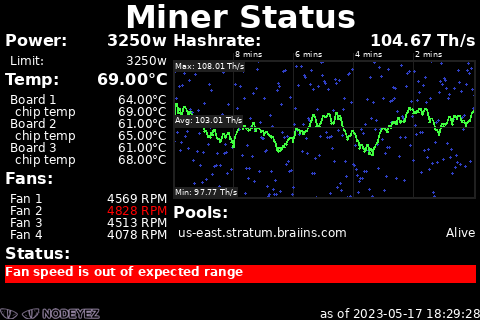 Miner Status
Power: 3250w
Limit: 3250w
Temp: 69.00°C
Board 1 64.00°C
chip temp 69.00°C
Board 2 61.00°C
chip temp 65.00°C
Board 3 61.00°C
chip temp 68.00°C
Fans:
Fan 1 4569 RPM
Fan 2 4828 RPM
Fan 3 4513 RPM
Fan 4 4078 RPM
Hashrate: 104.67 Th/s
8 mins 6 mins 4 mins 2 mins
Max: 108.01 Th/s
Avg: 103.01 Th/s
Min: 97.77 Th/s
Pools:
us-east.stratum.braiins.com Alive
Status:
Fan speed is out of expected range
NODEYEZ
as of 2023-05-17 18:29:28